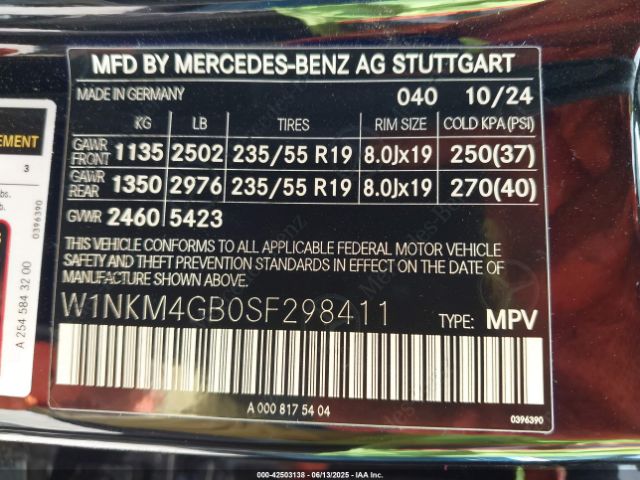 MFD BY MERCEDES-BENZ AG STUTTGART
MADE IN GERMANY 040 10/24
KG LB TIRES RIM SIZE COLD KPA(PSI)
GAWR FRONT 1135 2502 235/55 R19 8.0Jx19 250(37)
GAWR REAR 1350 2976 235/55 R19 8.0Jx19 270(40)
GVWR 2460 5423
THIS VEHICLE CONFORMS TO ALL APPLICABLE FEDERAL MOTOR VEHICLE
SAFETY AND THEFT PREVENTION STANDARDS IN EFFECT ON THE DATE OF
MANUFACTURE SHOWN ABOVE.
W1NKM4GB0SF298411 TYPE: MPV
A 000 817 54 04
0396390
EMENT
3
bs.
0396390
A 254 584 32 00
000-42503138 - 06/13/2025 - IAAI.COM